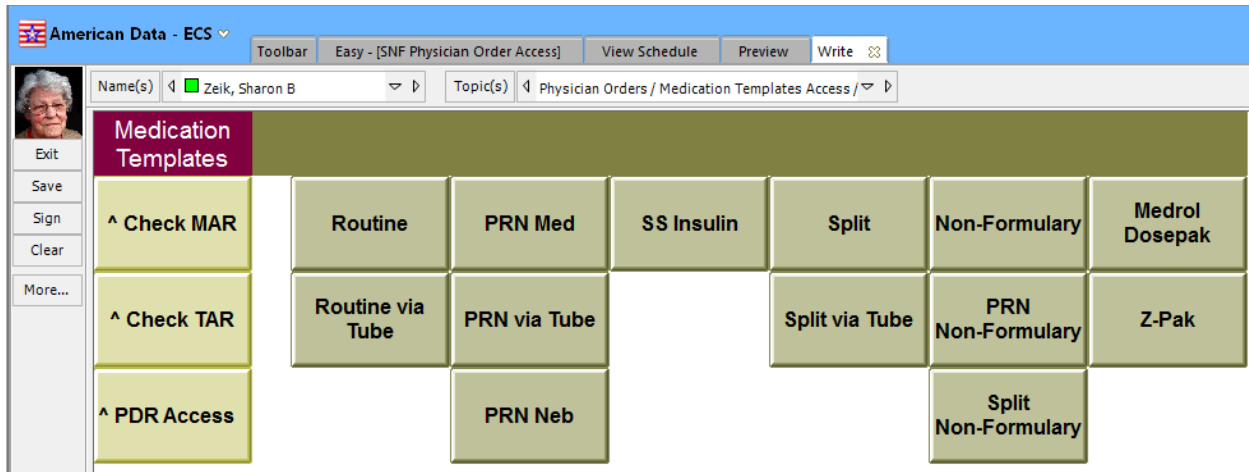 American Data - ECS
Toolbar
Easy - [SNF Physician Order Access]
View Schedule
Preview
Write
Name(s)
Zeik, Sharon B
Topic(s)
Physician Orders / Medication Templates Access /
Exit
Save
Sign
Clear
More...
Medication
Templates
^ Check MAR
Routine
PRN Med
SS Insulin
Split
Non-Formulary
Medrol
Dosepak
^ Check TAR
Routine via
Tube
PRN via Tube
Split via Tube
PRN
Non-Formulary
Z-Pak
^ PDR Access
PRN Neb
Split
Non-Formulary